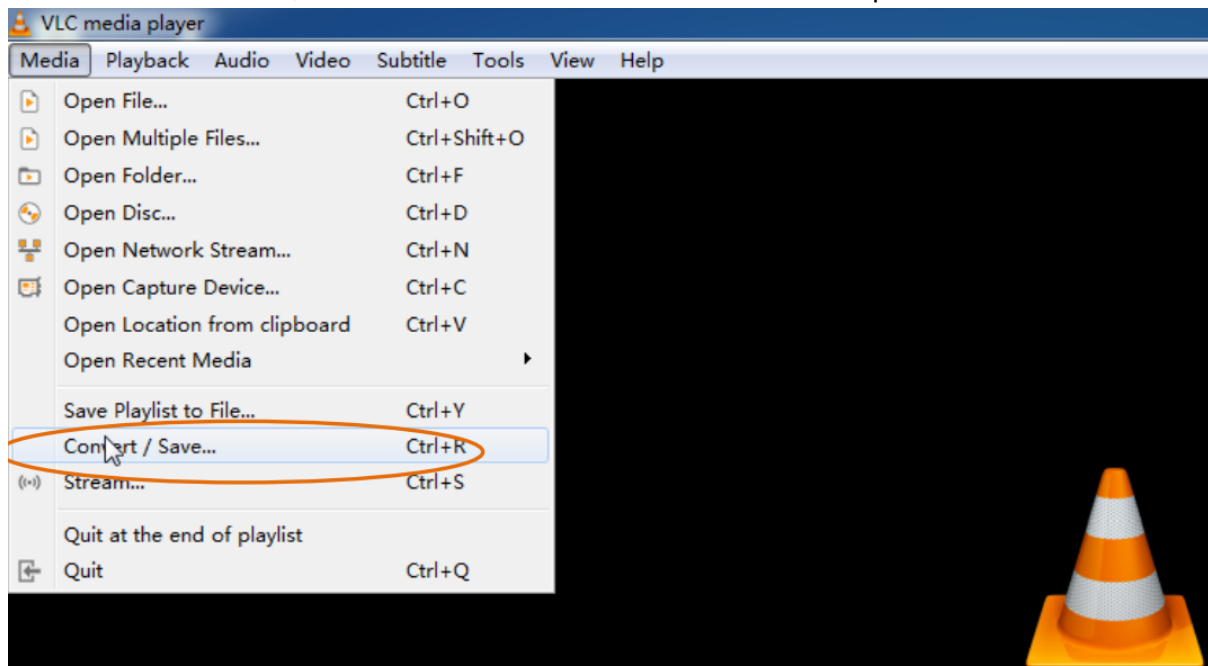 VLC media player
Media Playback Audio Video Subtitle Tools View Help
Open File... Ctrl+O
Open Multiple Files... Ctrl+Shift+O
Open Folder... Ctrl+F
Open Disc... Ctrl+D
Open Network Stream... Ctrl+N
Open Capture Device... Ctrl+C
Open Location from clipboard Ctrl+V
Open Recent Media
Save Playlist to File... Ctrl+Y
Convert / Save... Ctrl+R
Stream... Ctrl+S
Quit at the end of playlist
Quit Ctrl+Q